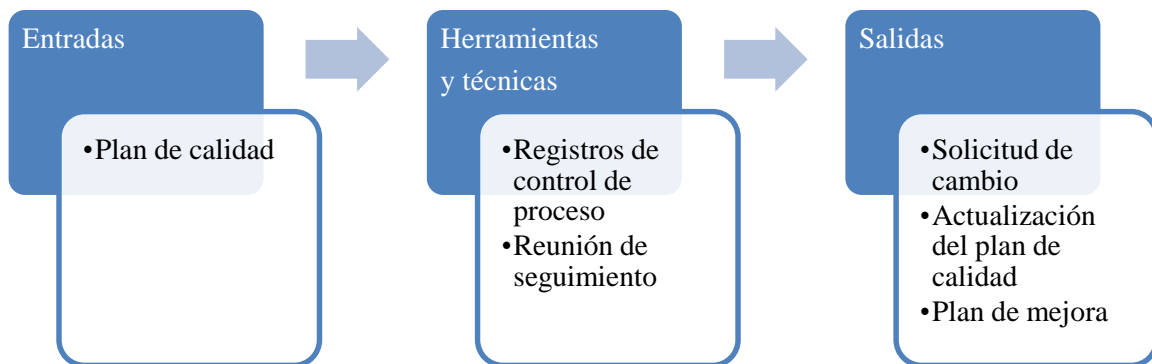 Entradas
•Plan de calidad
Herramientas
y técnicas
•Registros de
control de
proceso
•Reunión de
seguimiento
Salidas
•Solicitud de
cambio
•Actualización
del plan de
calidad
•Plan de mejora